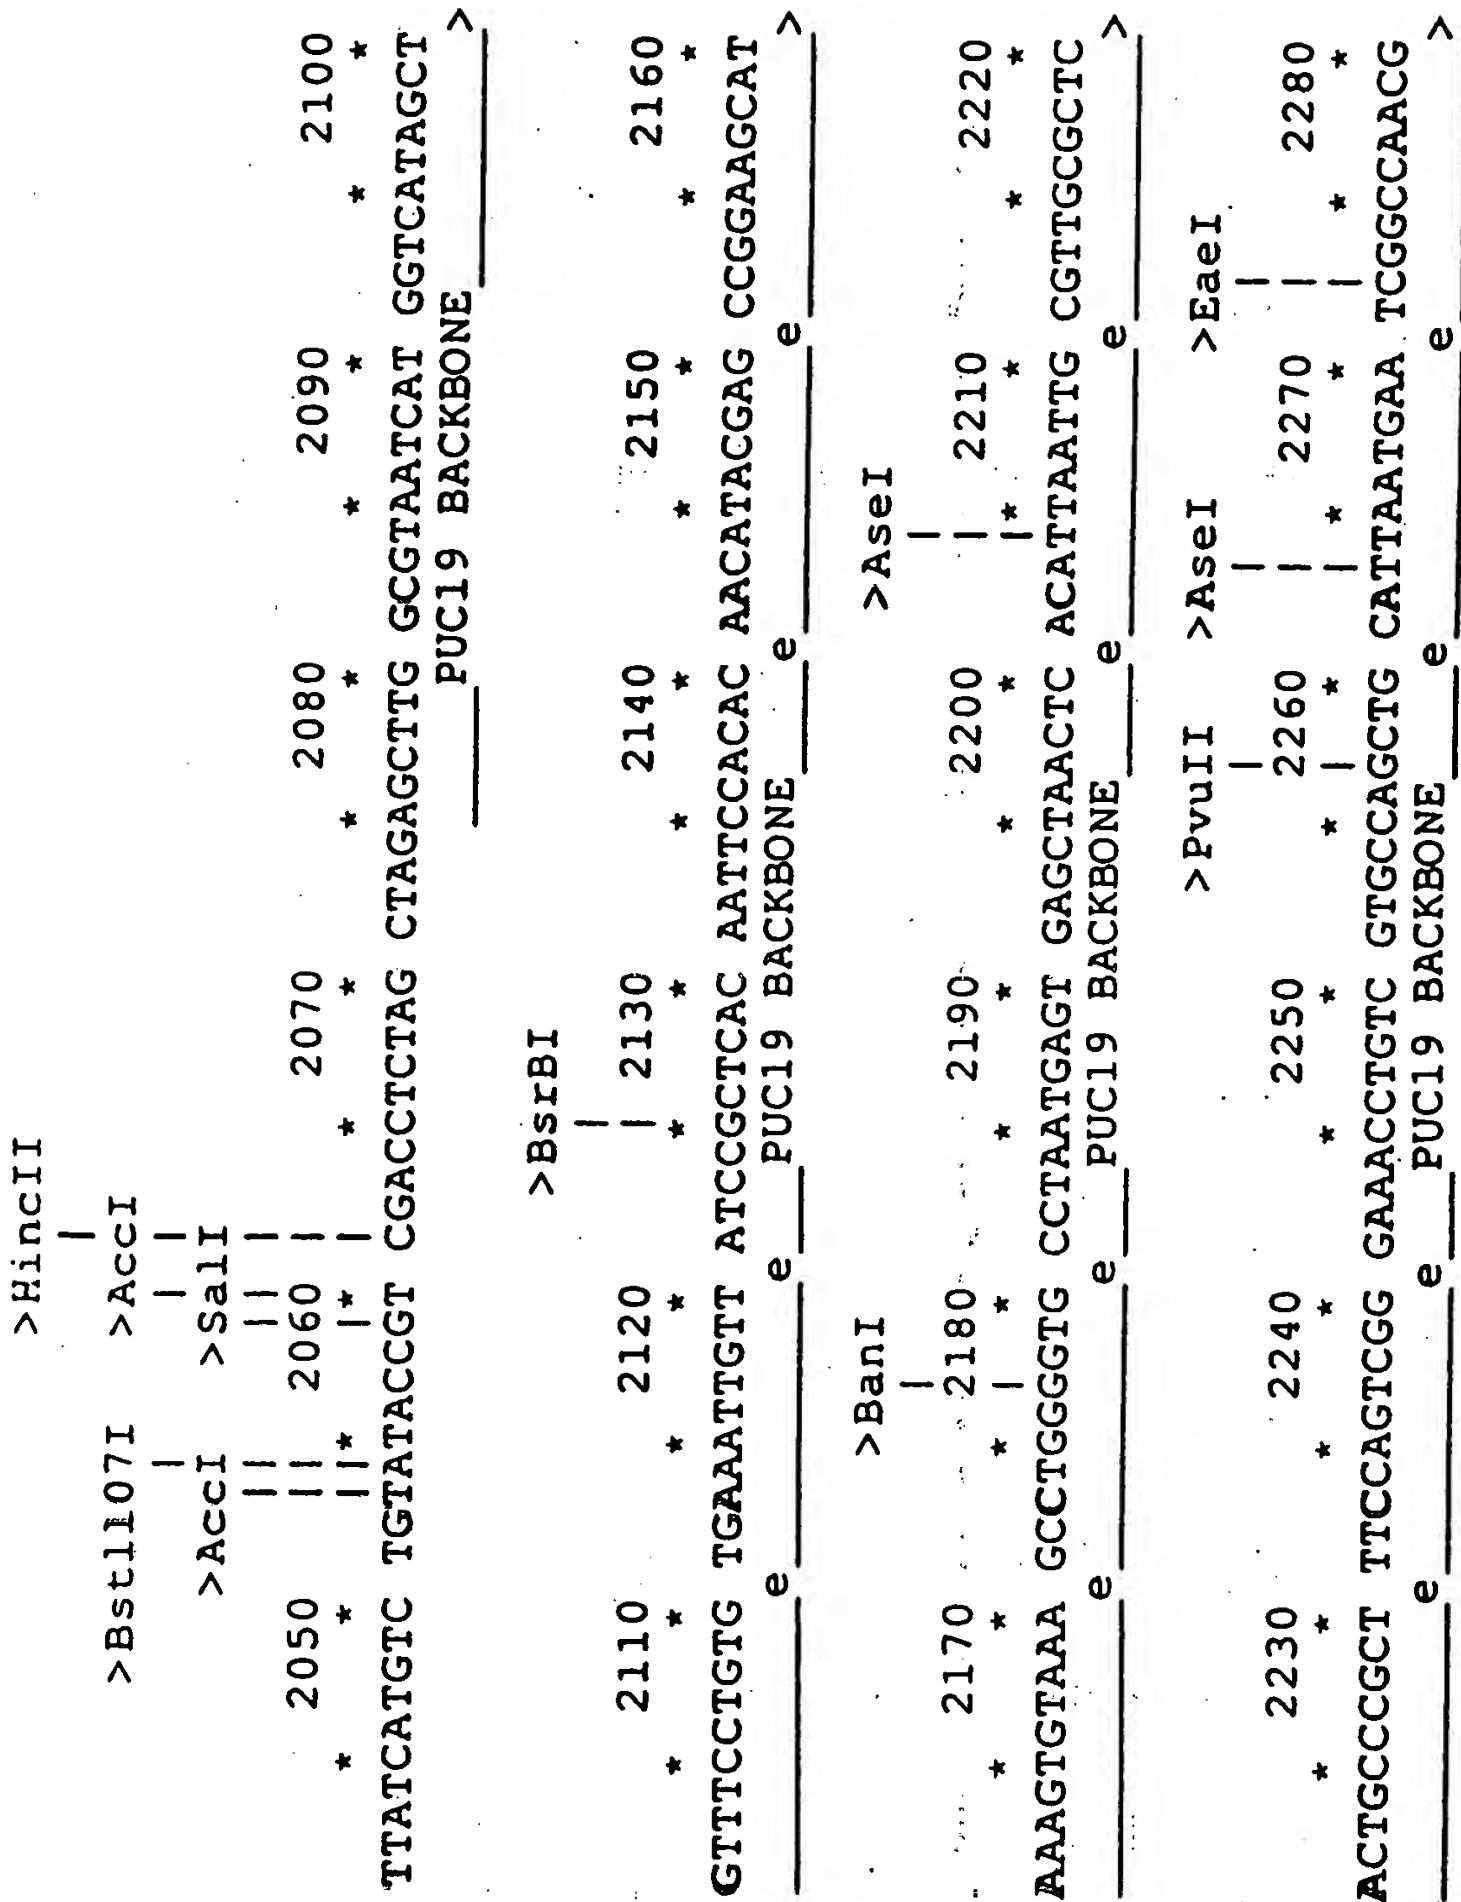 >HincII
>Bst1107I >AccI
>AccI >SalI
2050 2060 2070 2080 2090 2100
* * * * * * * * * * * *
TTATCATGTC TGTATACCGT CGACCTCTAG CTAGAGCTTG GCGTAATCAT GGTCATAGCT
PUC19 BACKBONE >
>BsrBI
2110 2120 2130 2140 2150 2160
* * * * * * * * * * * *
GTTTCCTGTG TGAAATTGTT ATCCGCTCAC AATTCCACAC AACATACGAG CCGGAAGCAT
e e PUC19 BACKBONE e e >
>BanI >AseI
2170 2180 2190 2200 2210 2220
* * * * * * * * * * * *
AAAGTGTAAA GCCTGGGGTG CCTAATGAGT GAGCTAACTC ACATTAATTG CGTTGCGCTC
e e PUC19 BACKBONE e e >
>PvuII >AseI >EaeI
2230 2240 2250 2260 2270 2280
* * * * * * * * * * * *
ACTGCCCGCT TTCCAGTCGG GAAACCTGTC GTGCCAGCTG CATTAATGAA TCGGCCAACG
e e PUC19 BACKBONE e e >